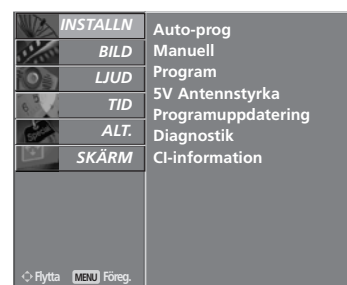 INSTALLN
BILD
LJUD
TID
ALT.
SKÄRM
Auto-prog
Manuell
Program
5V Antennstyrka
Programuppdatering
Diagnostik
CI-information
Flytta MENU Föreg.